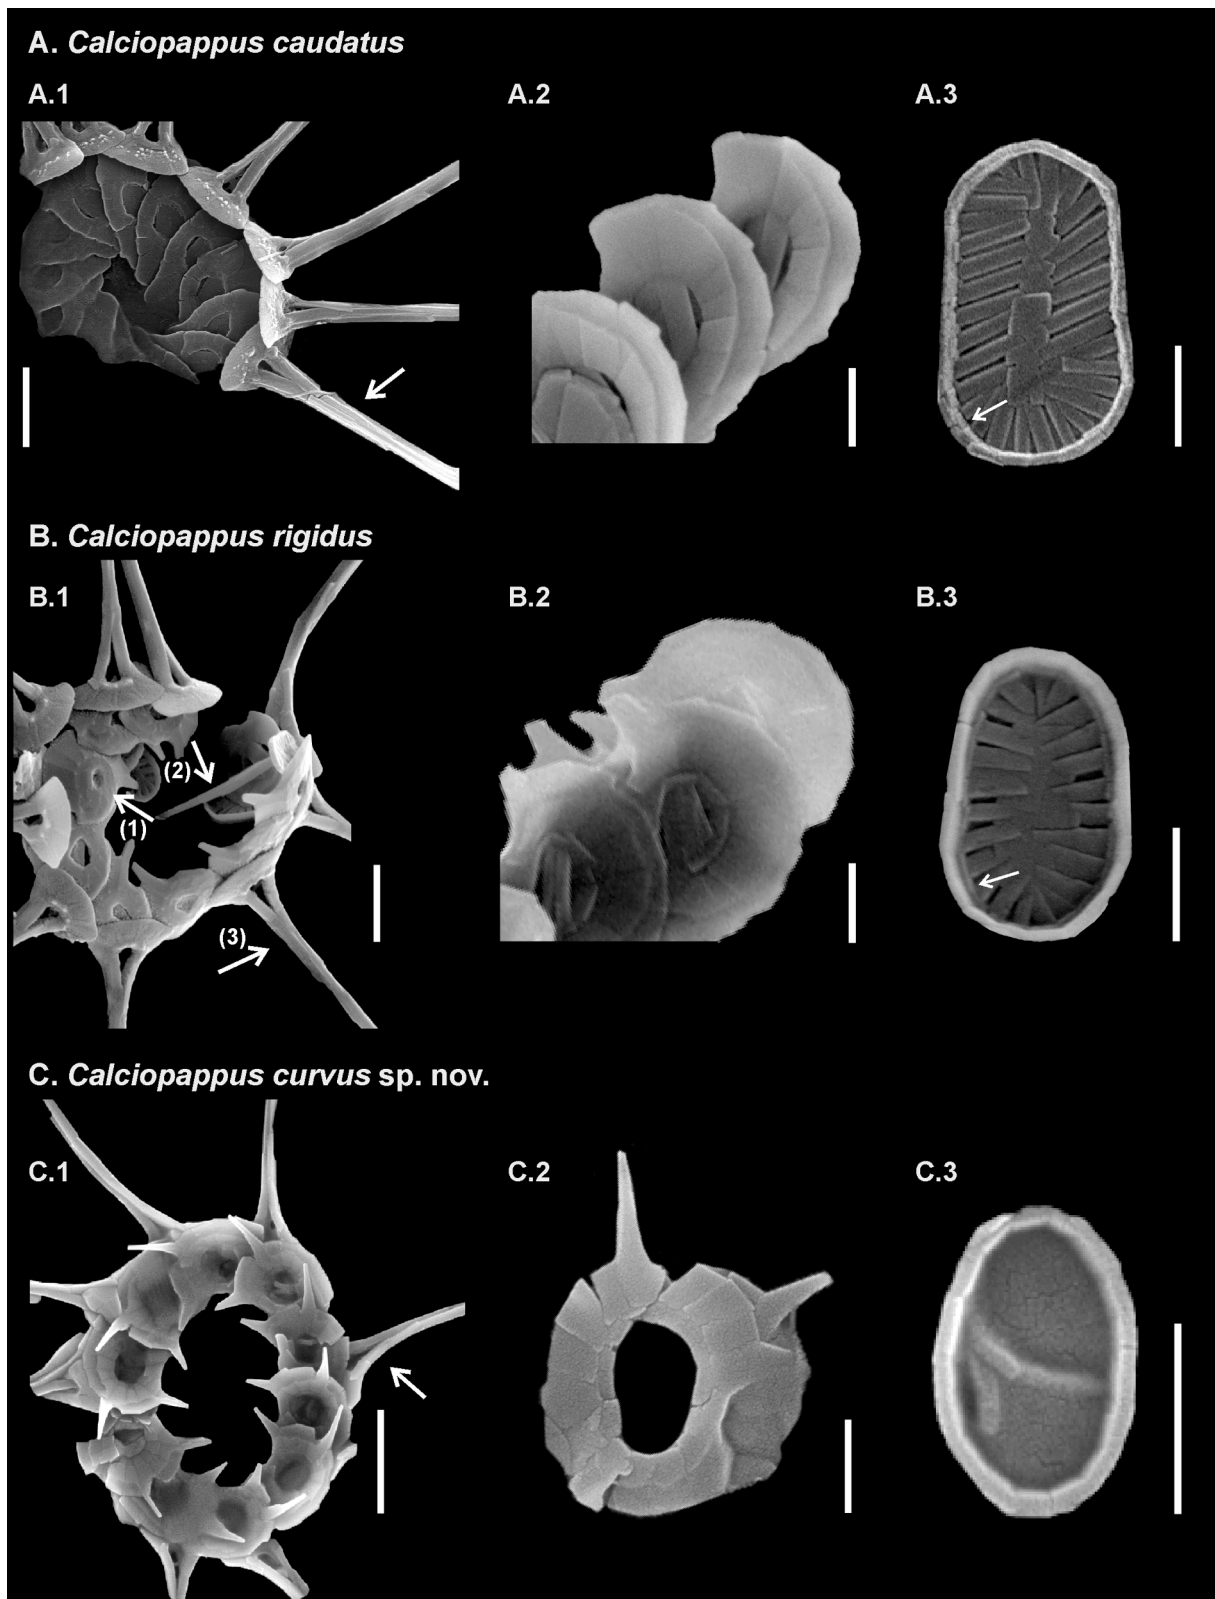 A. Calciopappus caudatus
A.1
A.2
A.3
B. Calciopappus rigidus
B.1
B.2
B.3
(2)
(1)
(3)
C. Calciopappus curvus sp. nov.
C.1
C.2
C.3